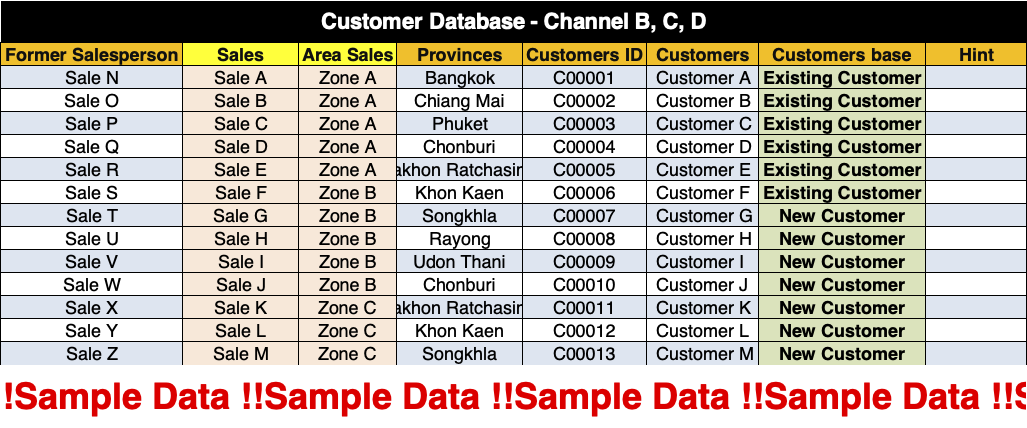 Customer Database - Channel B, C, D
Former Salesperson Sales Area Sales Provinces Customers ID Customers Customers base Hint
Sale N Sale A Zone A Bangkok C00001 Customer A Existing Customer
Sale O Sale B Zone A Chiang Mai C00002 Customer B Existing Customer
Sale P Sale C Zone A Phuket C00003 Customer C Existing Customer
Sale Q Sale D Zone A Chonburi C00004 Customer D Existing Customer
Sale R Sale E Zone A akhon Ratchasir C00005 Customer E Existing Customer
Sale S Sale F Zone B Khon Kaen C00006 Customer F Existing Customer
Sale T Sale G Zone B Songkhla C00007 Customer G New Customer
Sale U Sale H Zone B Rayong C00008 Customer H New Customer
Sale V Sale I Zone B Udon Thani C00009 Customer I New Customer
Sale W Sale J Zone B Chonburi C00010 Customer J New Customer
Sale X Sale K Zone C akhon Ratchasir C00011 Customer K New Customer
Sale Y Sale L Zone C Khon Kaen C00012 Customer L New Customer
Sale Z Sale M Zone C Songkhla C00013 Customer M New Customer
!Sample Data !!Sample Data !!Sample Data !!Sample Data !!S